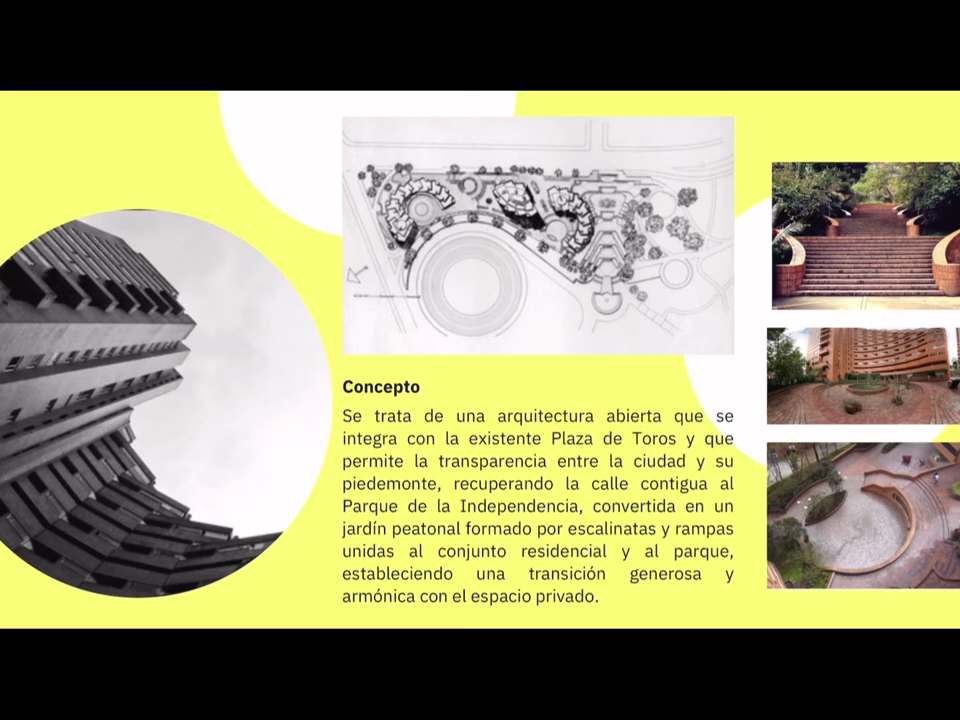 Concepto
Se trata de una arquitectura abierta que se
integra con la existente Plaza de Toros y que
permite la transparencia entre la ciudad y su
piedemonte, recuperando la calle contigua al
Parque de la Independencia, convertida en un
jardín peatonal formado por escalinatas y rampas
unidas al conjunto residencial y al parque,
estableciendo una transición generosa y
armónica con el espacio privado.